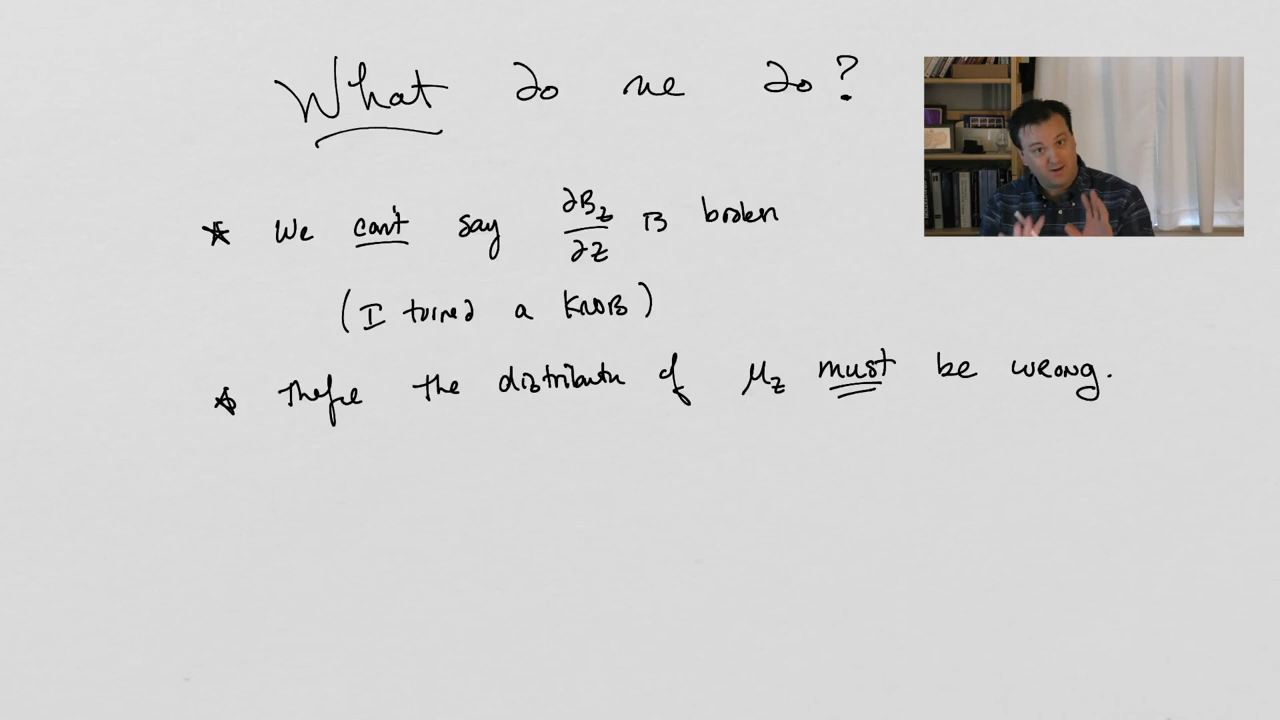 What do we do?
* We can't say ∂B_z/∂z is broken
(I turned a KNOB)
* Therefore the distribution of μ_z must be wrong.